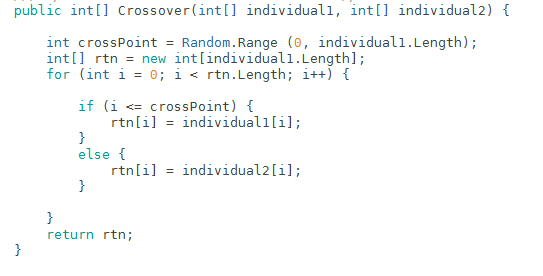 public int[] Crossover(int[] individual1, int[] individual2) {
int crossPoint = Random.Range (0, individual1.Length);
int[] rtn = new int[individual1.Length];
for (int i = 0; i < rtn.Length; i++) {
if (i <= crossPoint) {
rtn[i] = individual1[i];
}
else {
rtn[i] = individual2[i];
}
}
return rtn;
}